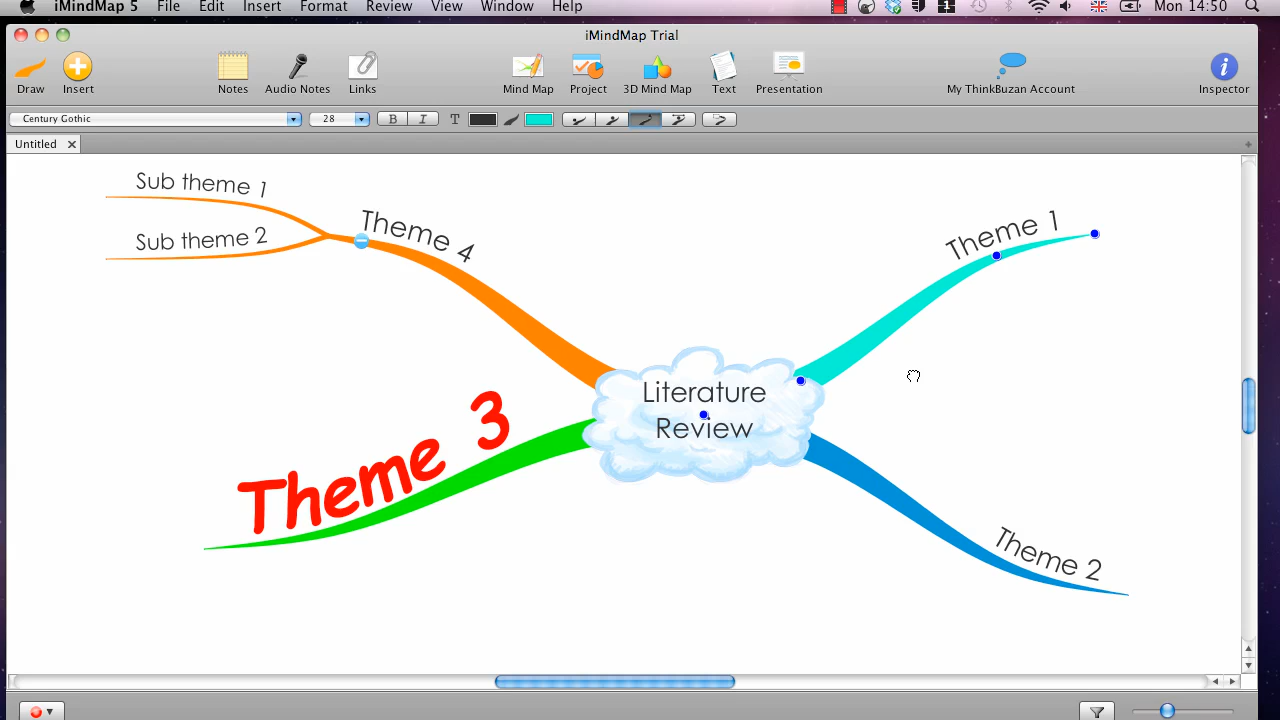 iMindMap 5 File Edit Insert Format Review View Window Help 1 Mon 14:50
iMindMap Trial
Draw Insert Notes Audio Notes Links Mind Map Project 3D Mind Map Text Presentation My ThinkBuzan Account Inspector
Century Gothic 28 B I T
Untitled
Sub theme 1
Sub theme 2
Theme 4
Theme 1
Literature
Review
Theme 3
Theme 2